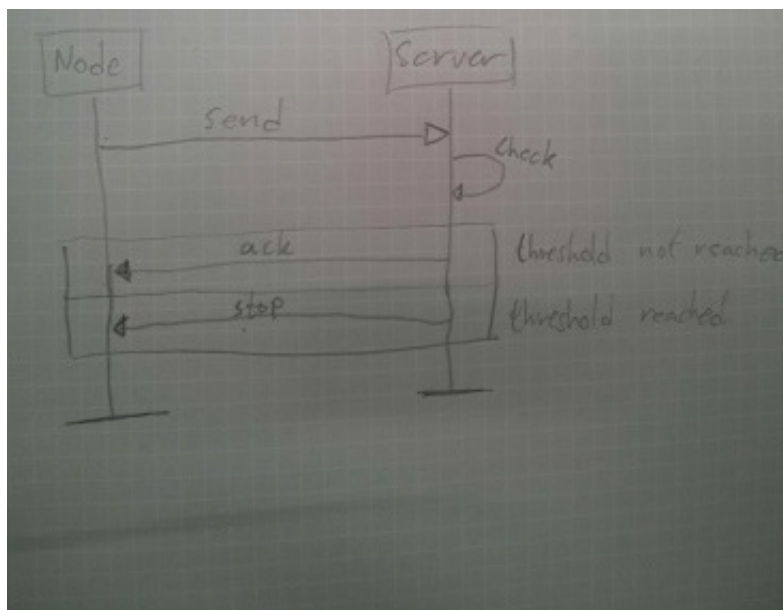 Node
Server
send
check
ack
threshold not reached
stop
threshold reached